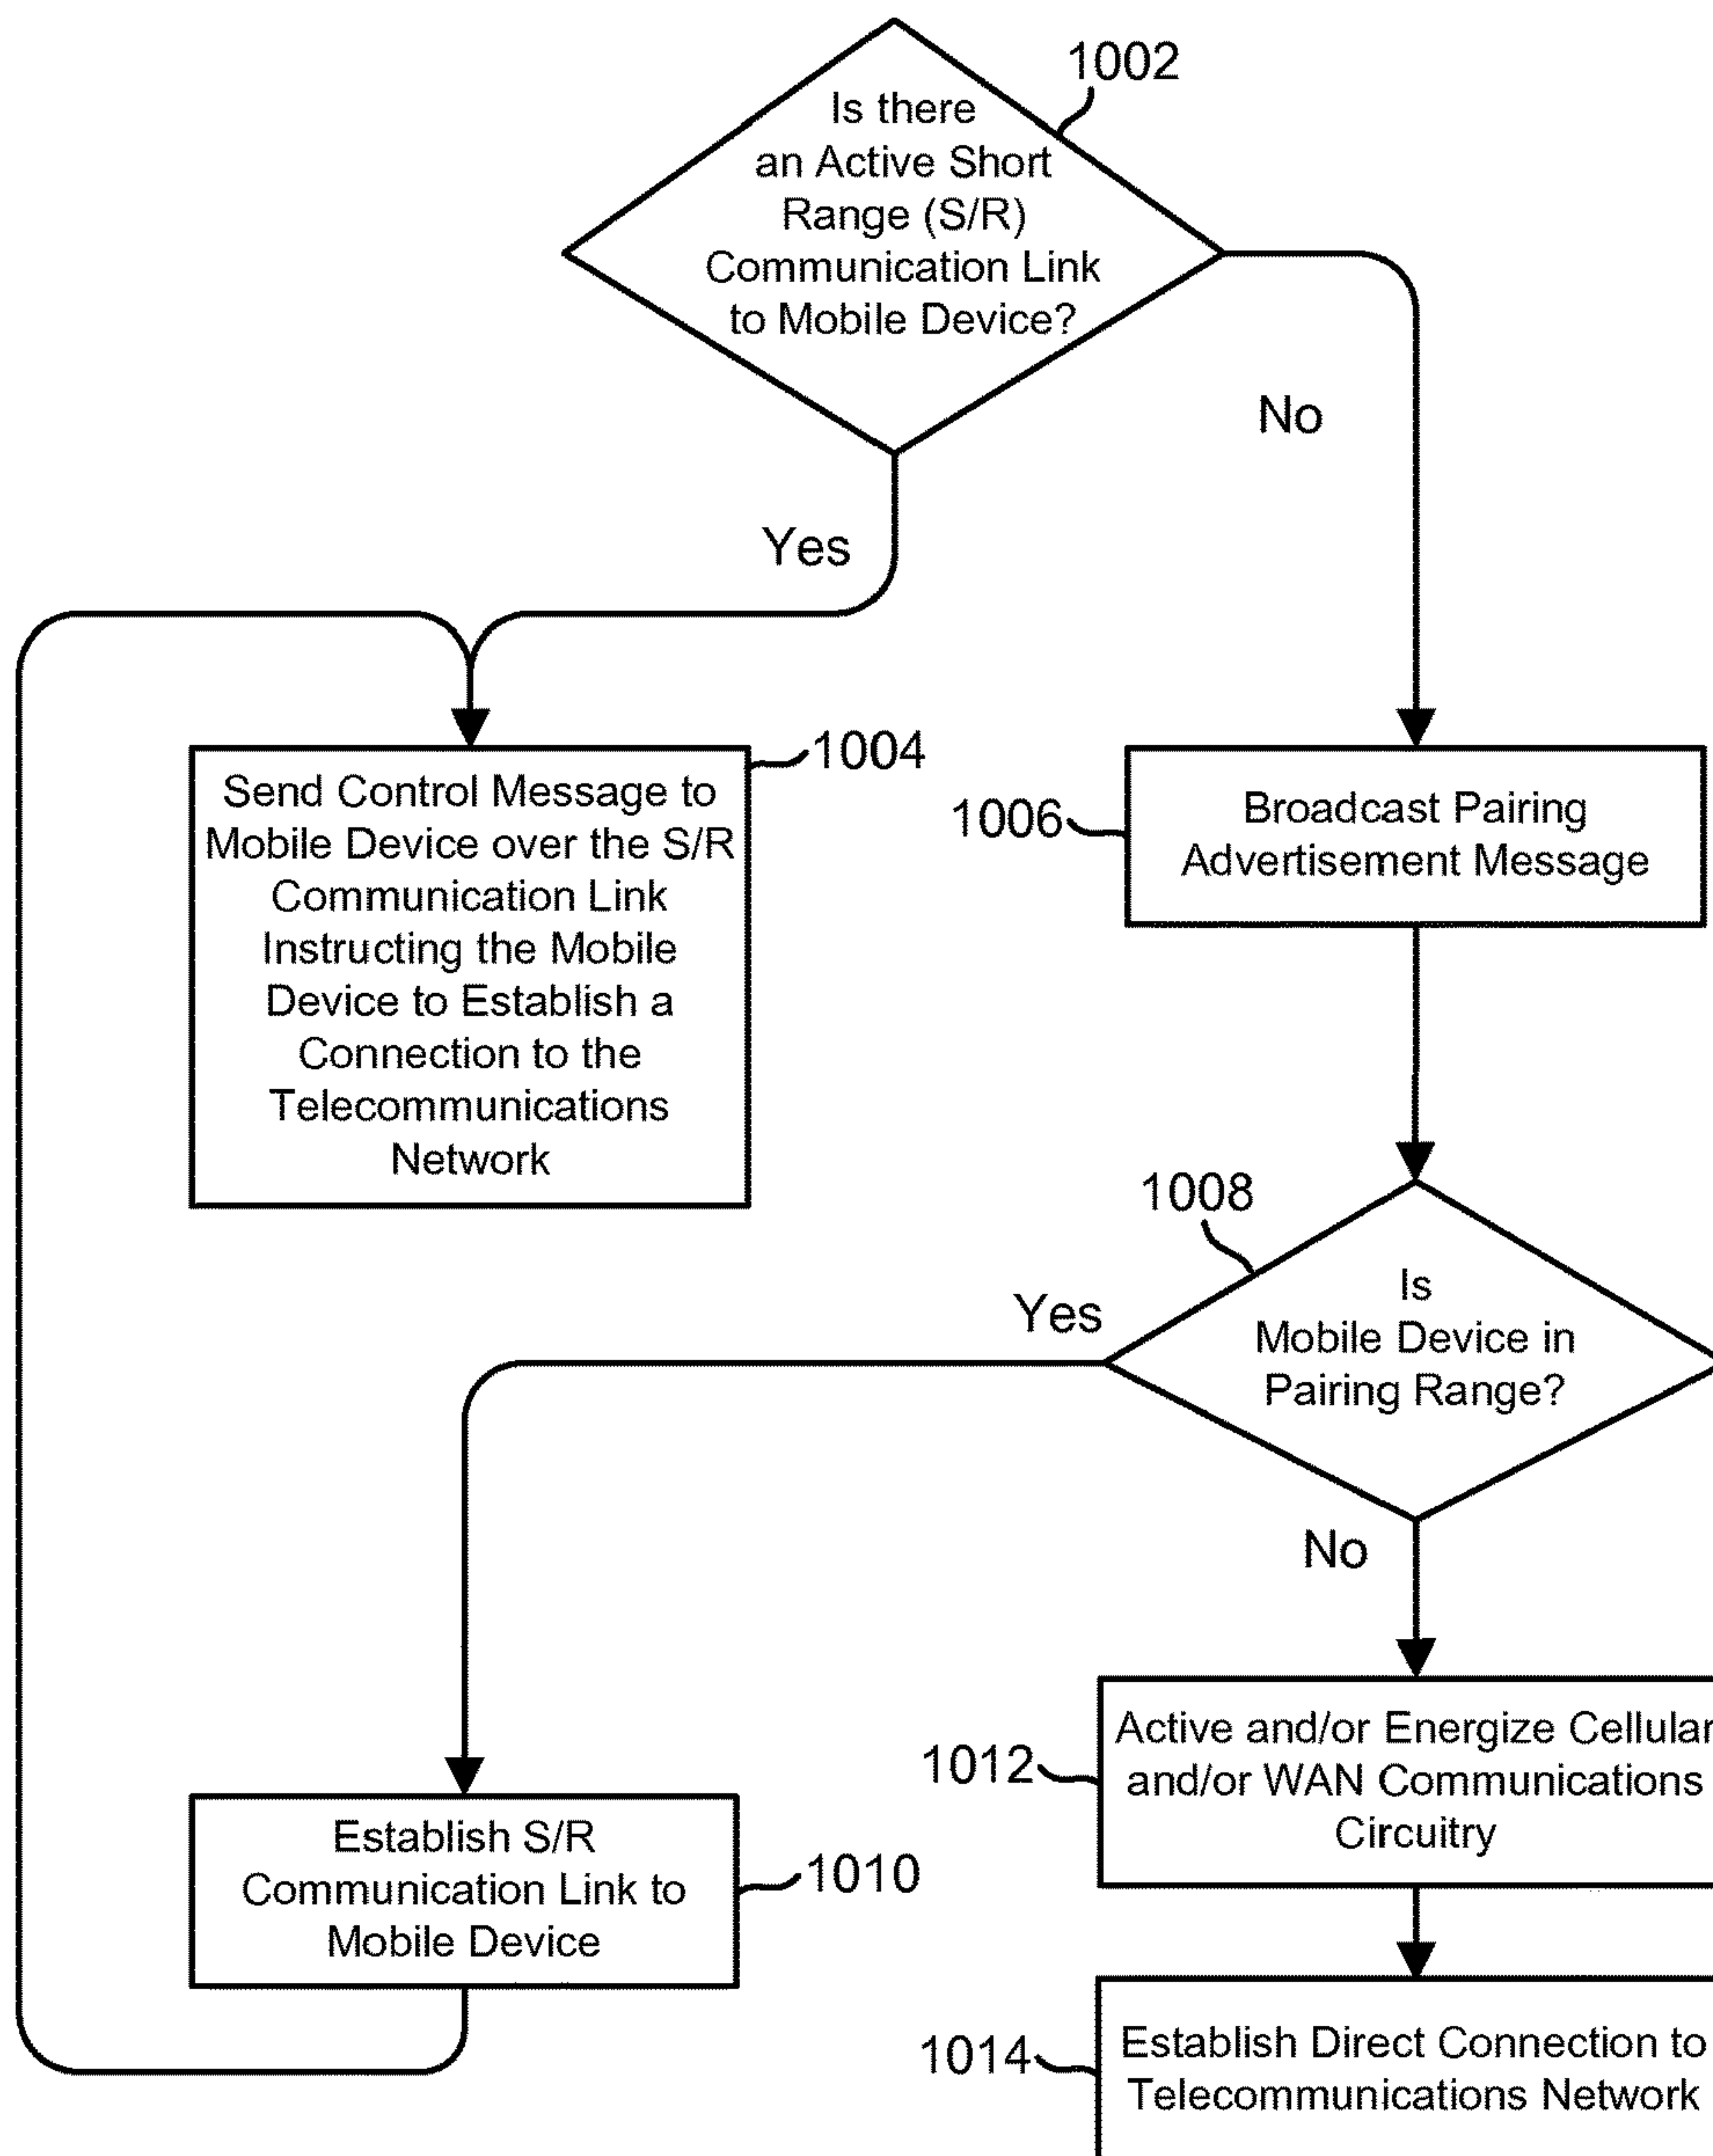 1002
Is there
an Active Short
Range (S/R)
Communication Link
to Mobile Device?
No
Yes
1004
Send Control Message to
Mobile Device over the S/R
Communication Link
Instructing the Mobile
Device to Establish a
Connection to the
Telecommunications
Network
1006
Broadcast Pairing
Advertisement Message
1008
Is
Mobile Device in
Pairing Range?
Yes
No
1012
Active and/or Energize Cellular
and/or WAN Communications
Circuitry
Establish S/R
Communication Link to
Mobile Device
1010
1014
Establish Direct Connection to
Telecommunications Network